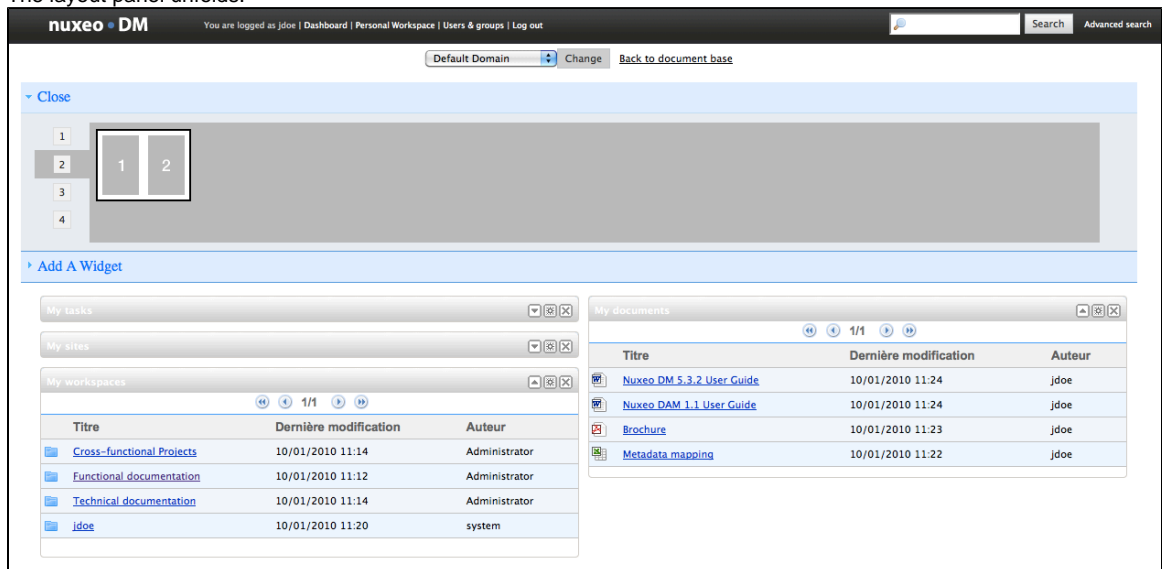 The layout panel unfolds.
nuxeo DM
You are logged as jdoe | Dashboard | Personal Workspace | Users & groups | Log out
Search
Advanced search
Default Domain
Change
Back to document base
Close
1
2
3
4
1 2
Add A Widget
My tasks
My sites
My workspaces
1/1
Titre Dernière modification Auteur
Cross-functional Projects 10/01/2010 11:14 Administrator
Functional documentation 10/01/2010 11:12 Administrator
Technical documentation 10/01/2010 11:14 Administrator
jdoe 10/01/2010 11:20 system
My documents
1/1
Titre Dernière modification Auteur
Nuxeo DM 5.3.2 User Guide 10/01/2010 11:24 jdoe
Nuxeo DAM 1.1 User Guide 10/01/2010 11:24 jdoe
Brochure 10/01/2010 11:23 jdoe
Metadata mapping 10/01/2010 11:22 jdoe